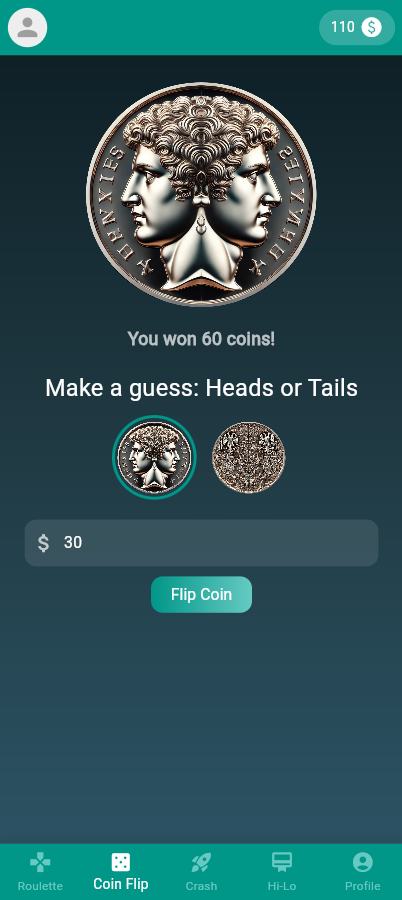 110 $
You won 60 coins!
Make a guess: Heads or Tails
$ 30
Flip Coin
Roulette
Coin Flip
Crash
Hi-Lo
Profile